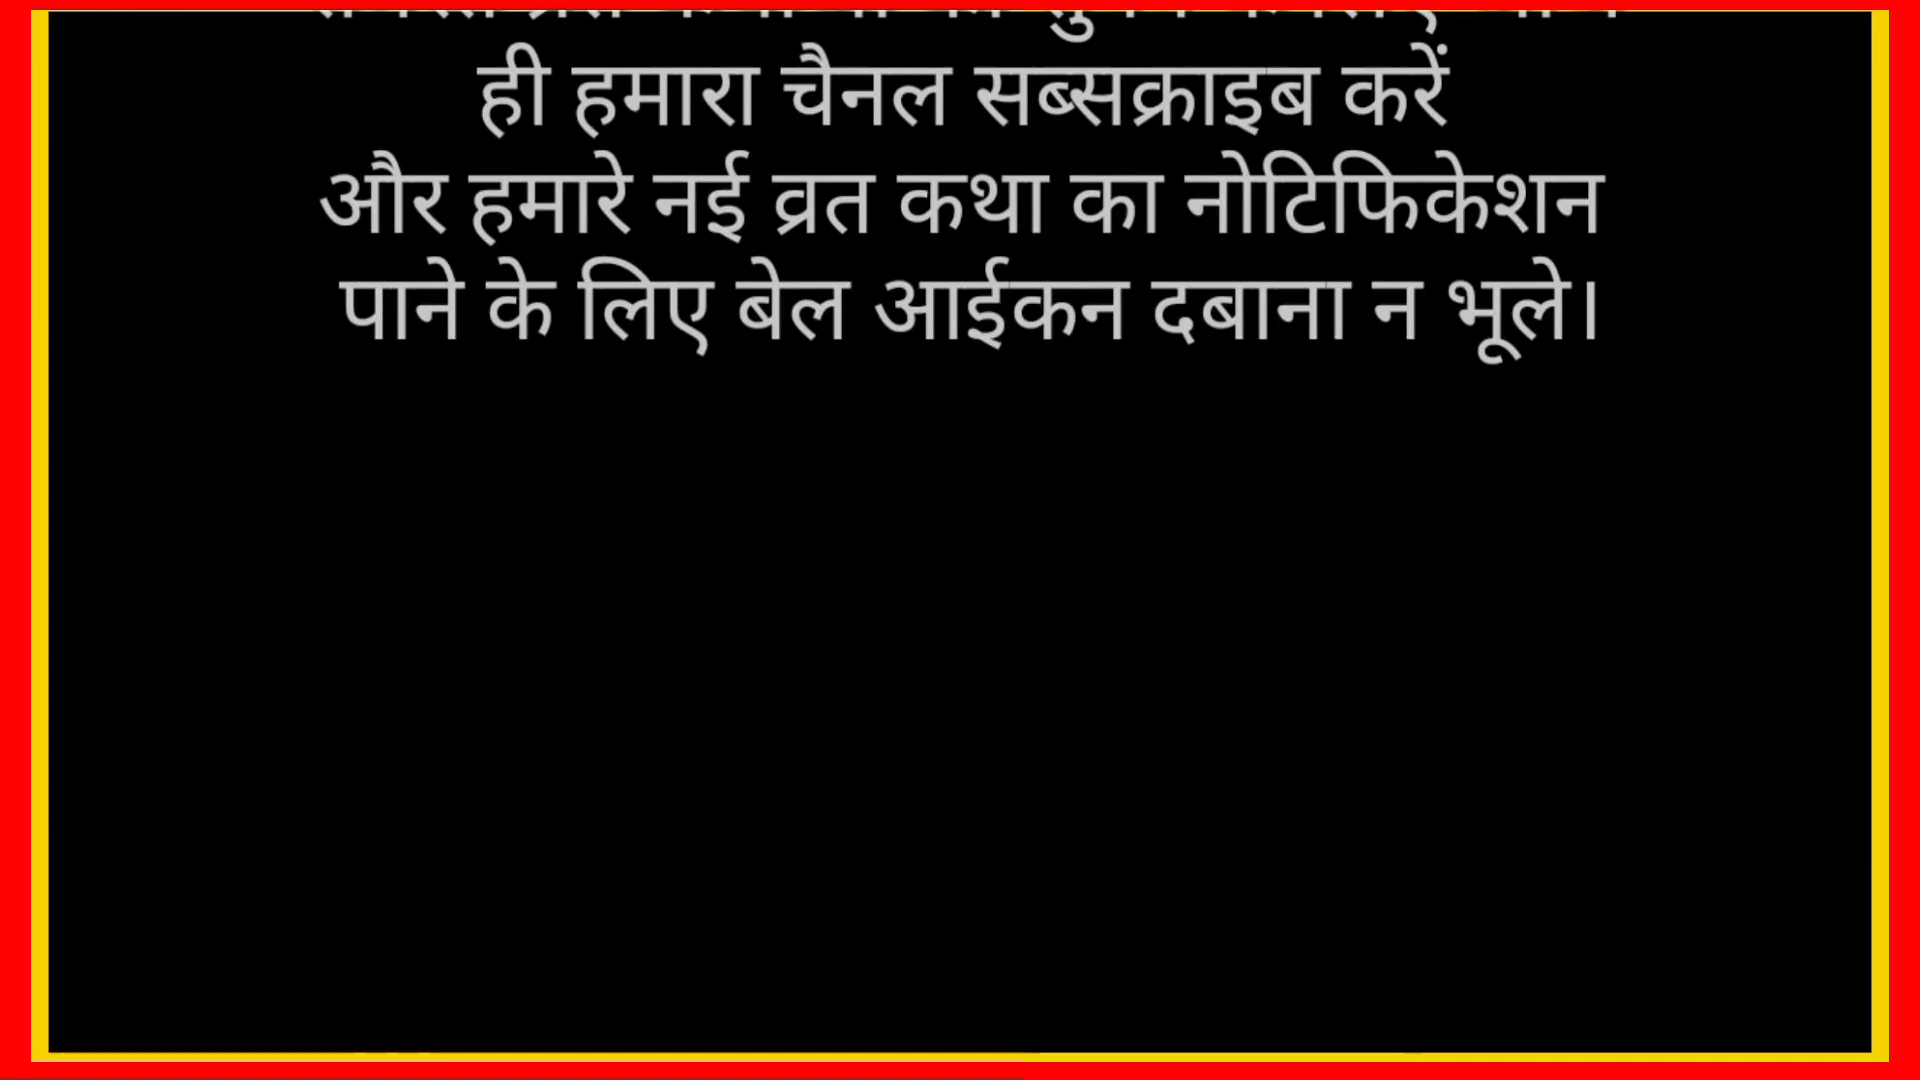 ही हमारा चैनल सब्सक्राइब करें
और हमारे नई व्रत कथा का नोटिफिकेशन
पाने के लिए बेल आईकन दबाना न भूले।